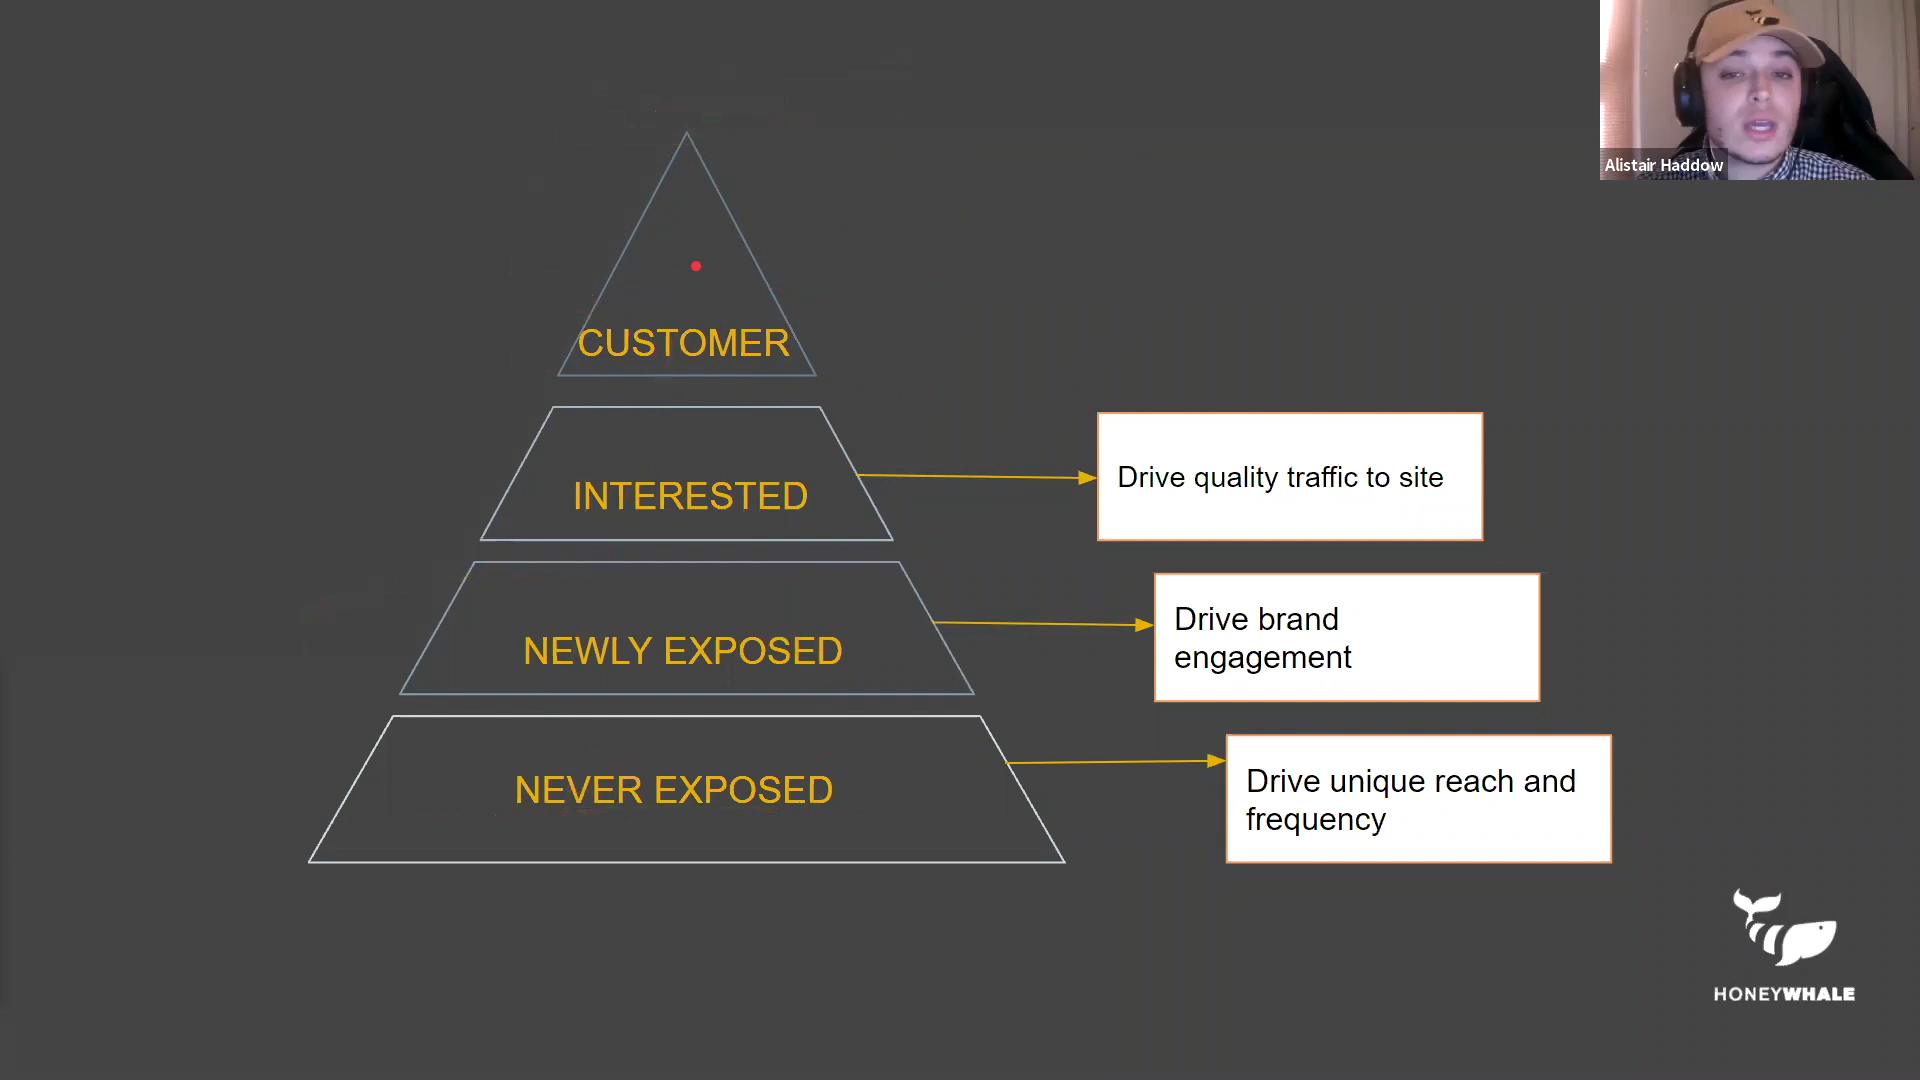 Alistair Haddow
CUSTOMER
INTERESTED
Drive quality traffic to site
NEWLY EXPOSED
Drive brand
engagement
NEVER EXPOSED
Drive unique reach and
frequency
HONEYWHALE